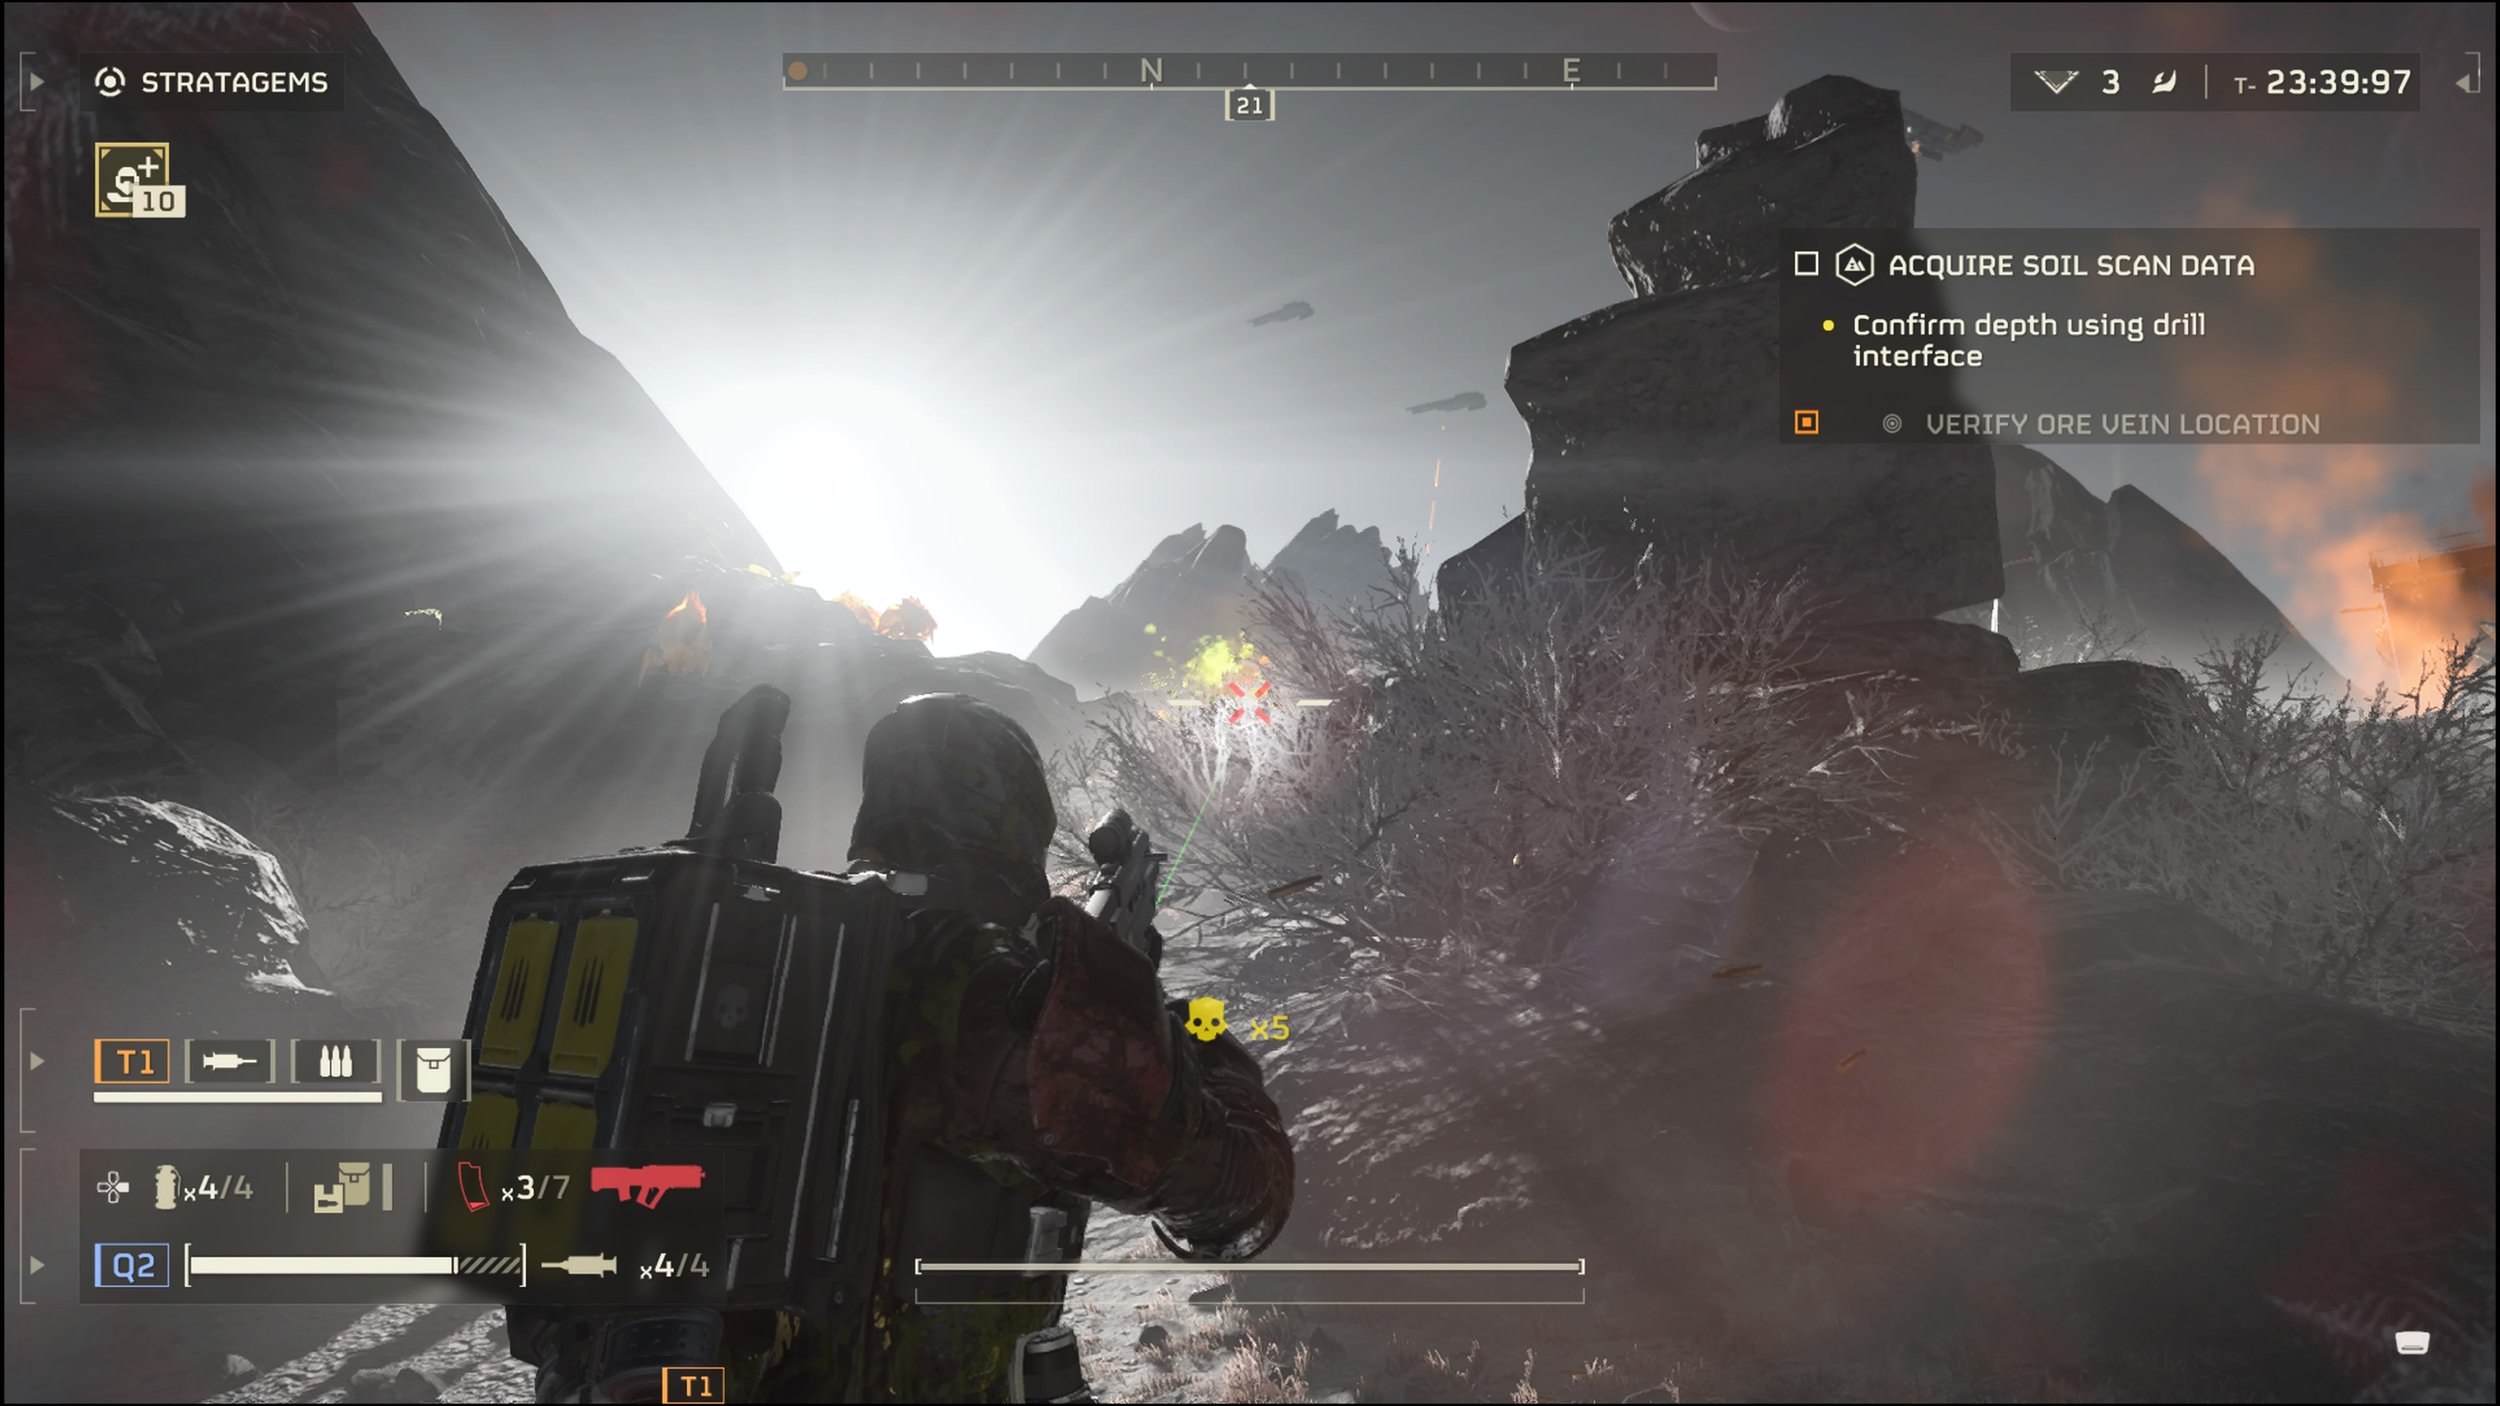 STRATAGEMS
N
E
21
3
T- 23:39:97
10
ACQUIRE SOIL SCAN DATA
Confirm depth using drill
interface
VERIFY ORE VEIN LOCATION
x5
T1
x4/4
x3/7
Q2
x4/4
T1